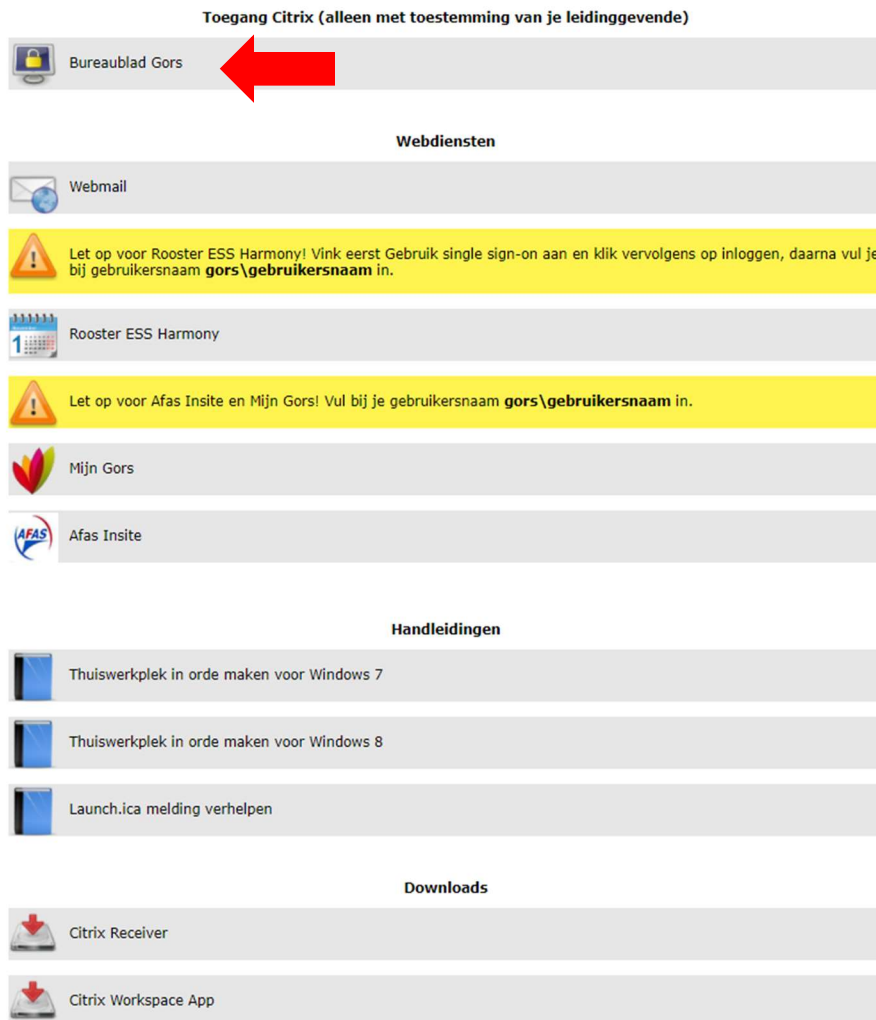 Toegang Citrix (alleen met toestemming van je leidinggevende)
Bureaublad Gors
Webdiensten
Webmail
Let op voor Rooster ESS Harmony! Vink eerst Gebruik single sign-on aan en klik vervolgens op inloggen, daarna vul je
bij gebruikersnaam gors\gebruikersnaam in.
1
Rooster ESS Harmony
Let op voor Afas Insite en Mijn Gors! Vul bij je gebruikersnaam gors\gebruikersnaam in.
Mijn Gors
AFAS
Afas Insite
Handleidingen
Thuiswerkplek in orde maken voor Windows 7
Thuiswerkplek in orde maken voor Windows 8
Launch.ica melding verhelpen
Downloads
Citrix Receiver
Citrix Workspace App